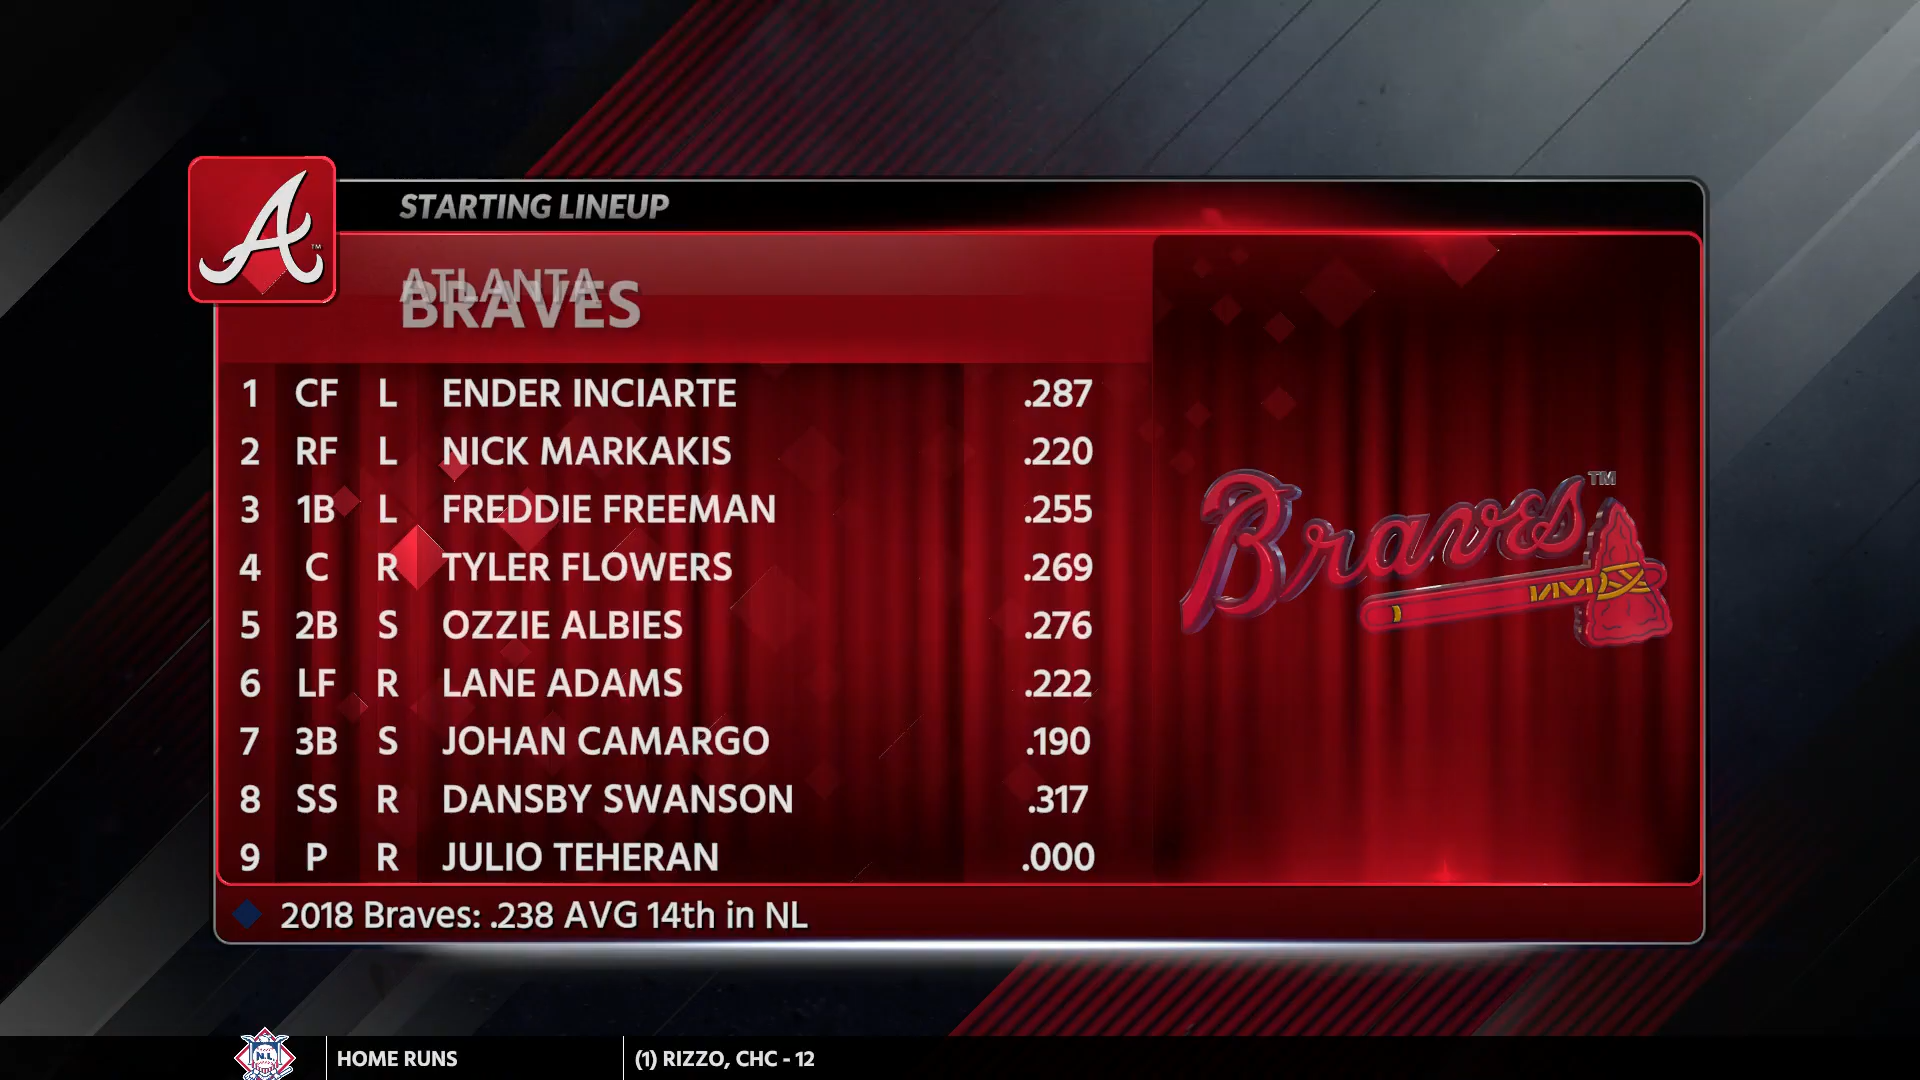 A
TM
STARTING LINEUP
ATLANTA
BRAVES
1 CF L ENDER INCIARTE .287
2 RF L NICK MARKAKIS .220
3 1B L FREDDIE FREEMAN .255
4 C R TYLER FLOWERS .269
5 2B S OZZIE ALBIES .276
6 LF R LANE ADAMS .222
7 3B S JOHAN CAMARGO .190
8 SS R DANSBY SWANSON .317
9 P R JULIO TEHERAN .000
Braves TM
2018 Braves: .238 AVG 14th in NL
N.L. HOME RUNS (1) RIZZO, CHC - 12